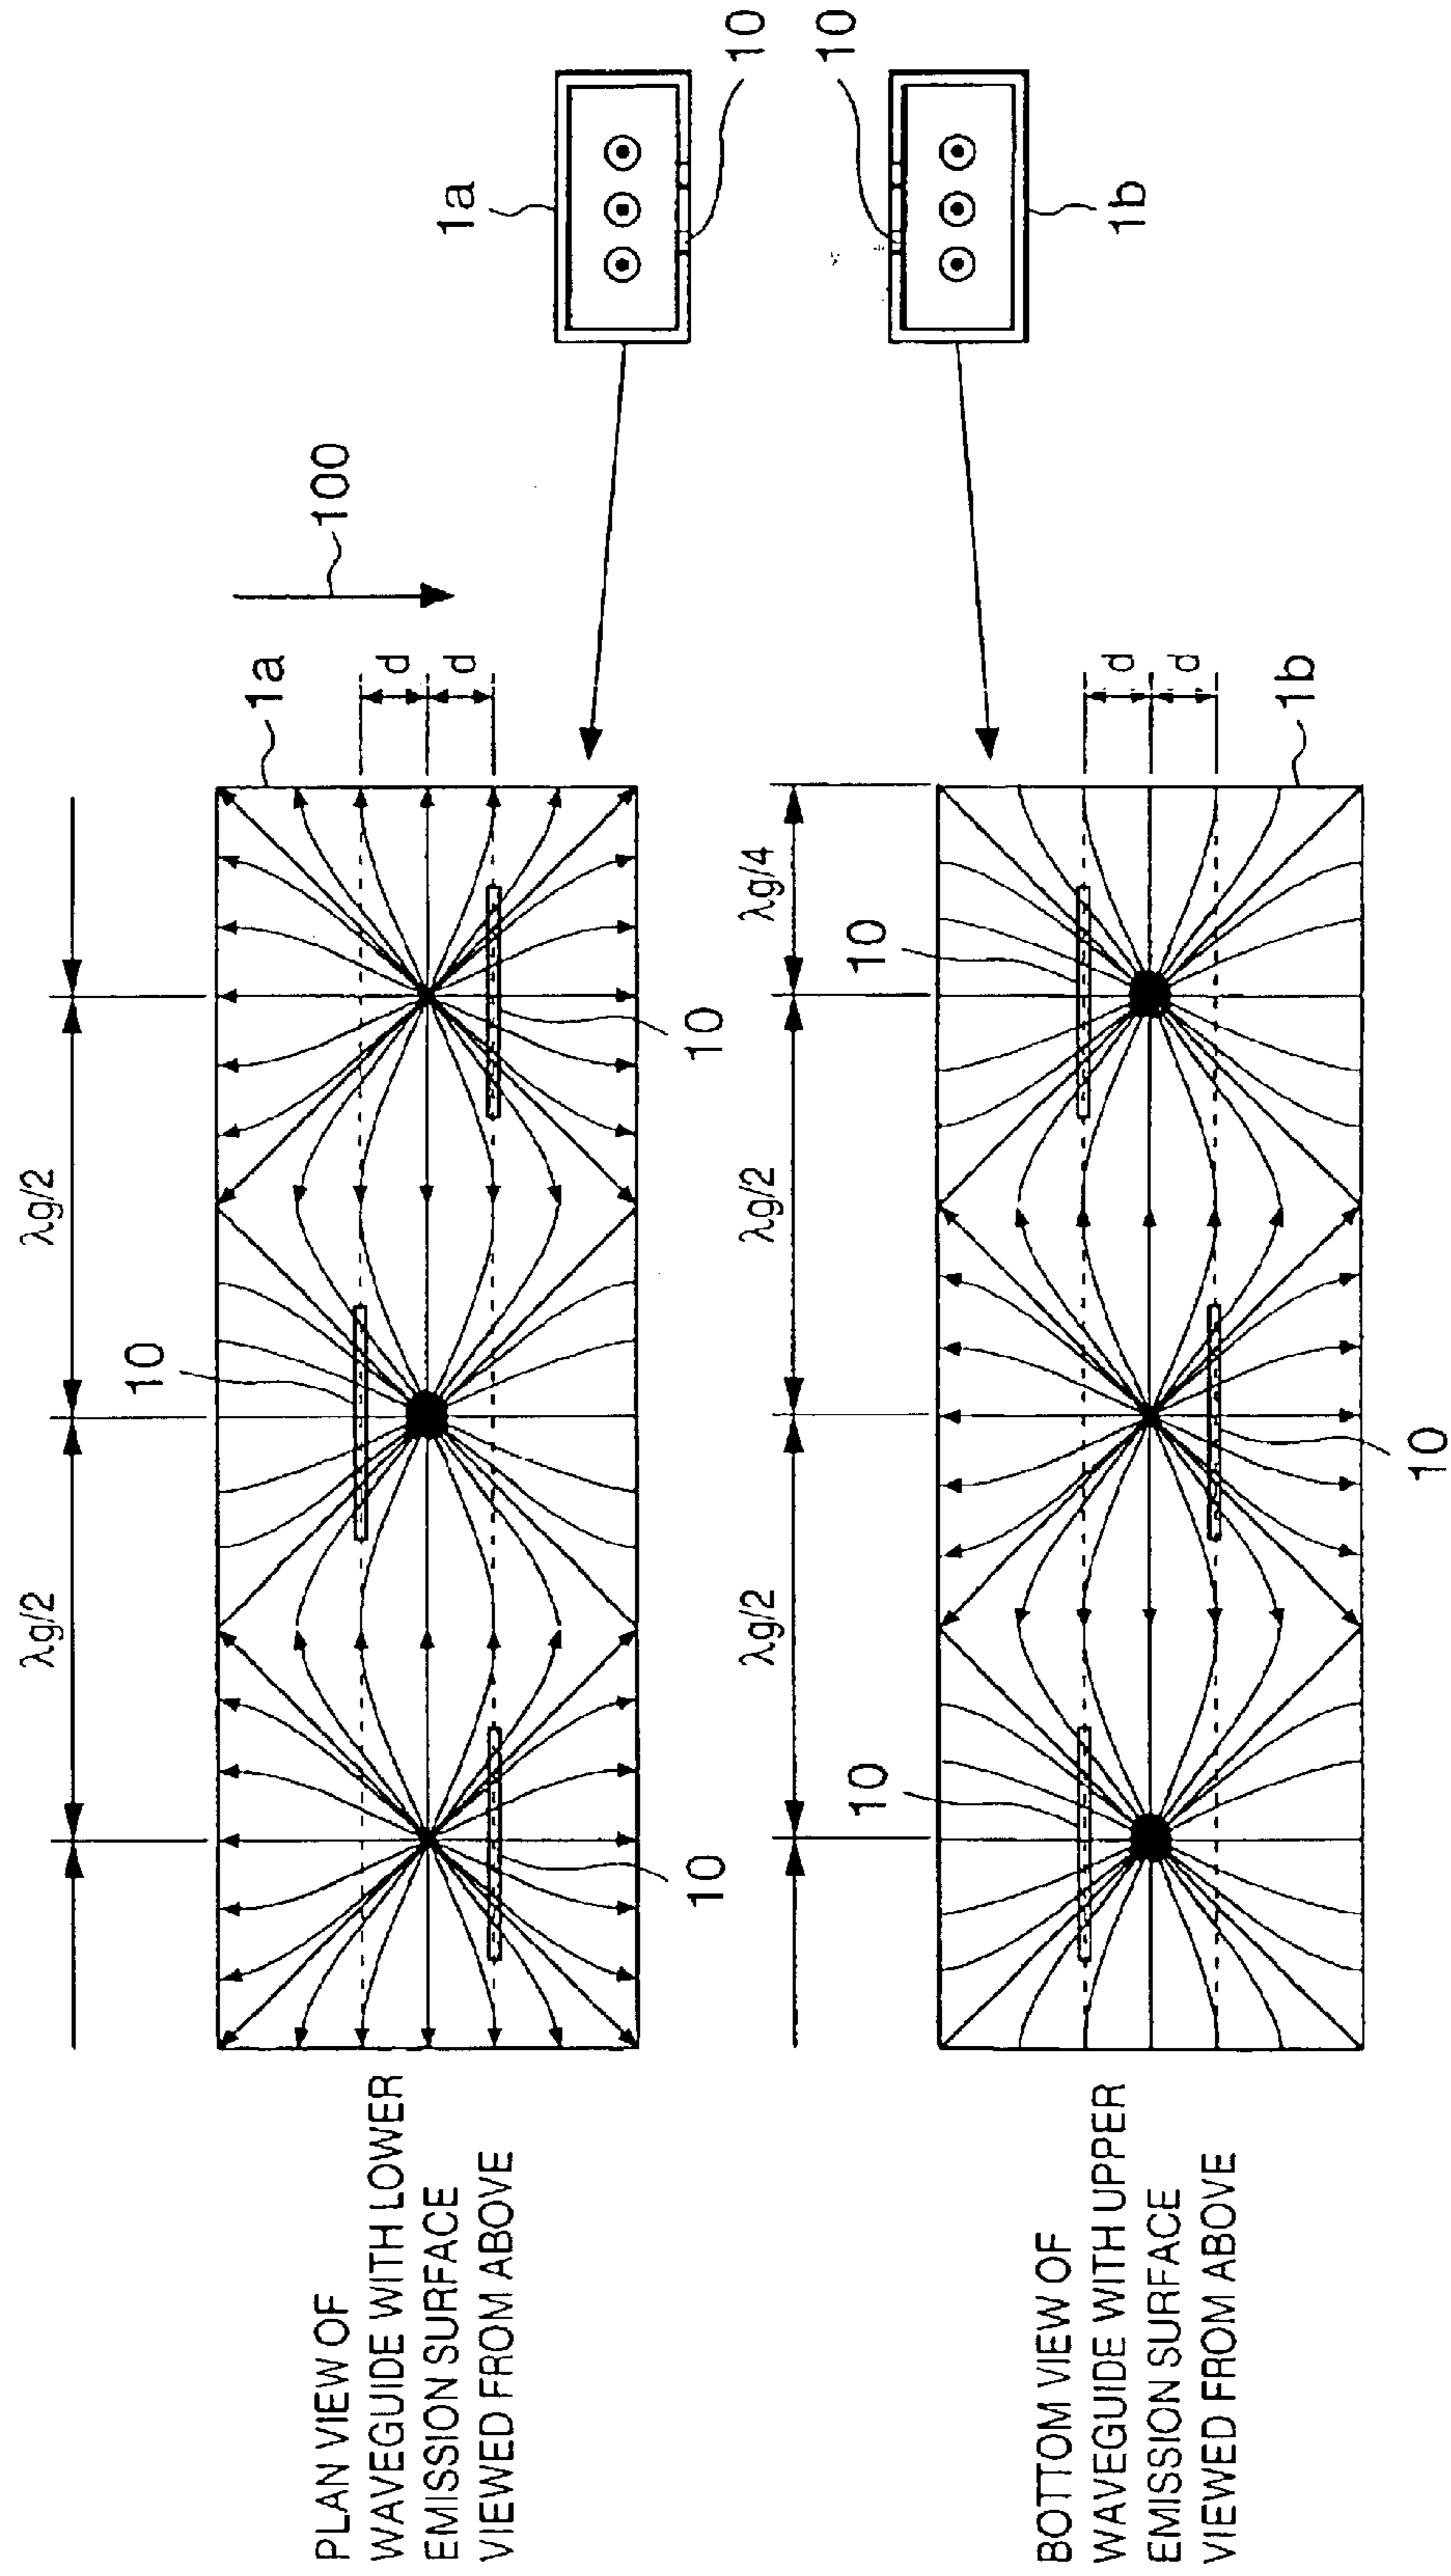 PLAN VIEW OF
WAVEGUIDE WITH LOWER
EMISSION SURFACE
VIEWED FROM ABOVE
λg/2
λg/2
10
10
10
1a
d
d
100
1a
10
BOTTOM VIEW OF
WAVEGUIDE WITH UPPER
EMISSION SURFACE
VIEWED FROM ABOVE
λg/2
λg/2
λg/4
10
10
10
1b
d
d
10
1b